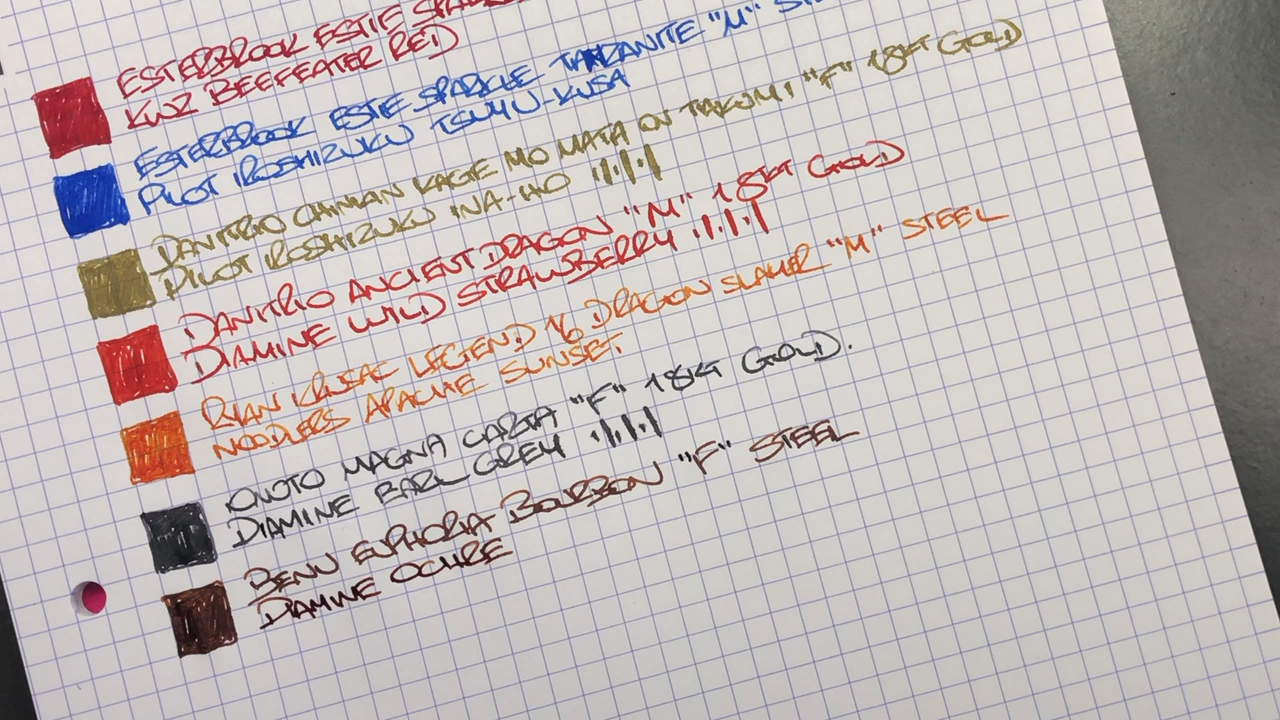 ESTERBROOK ESTIE
KWZ BEEFEATER RED
ESTERBROOK ESTIE SPARKLE TANZANITE "M"
PILOT IROSHIZUKU TSUYU-KUSA
DANITRIO CHINKIN KAGE MO MATA ON TAKUMI "F" 18KT GOLD
PILOT IROSHIZUKU INA-HO
DANITRIO ANCIENT DRAGON "M" 18KT GOLD
DIAMINE WILD STRAWBERRY
RYAN KRUSAC LEGEND 16 DRAGON SLAYER "M" STEEL
NOODLERS APACHE SUNSET
ONOTO MAGNA CARTA "F" 18KT GOLD.
DIAMINE EARL GREY
BENU EUPHORIA BOURBON "F" STEEL
DIAMINE OCHRE